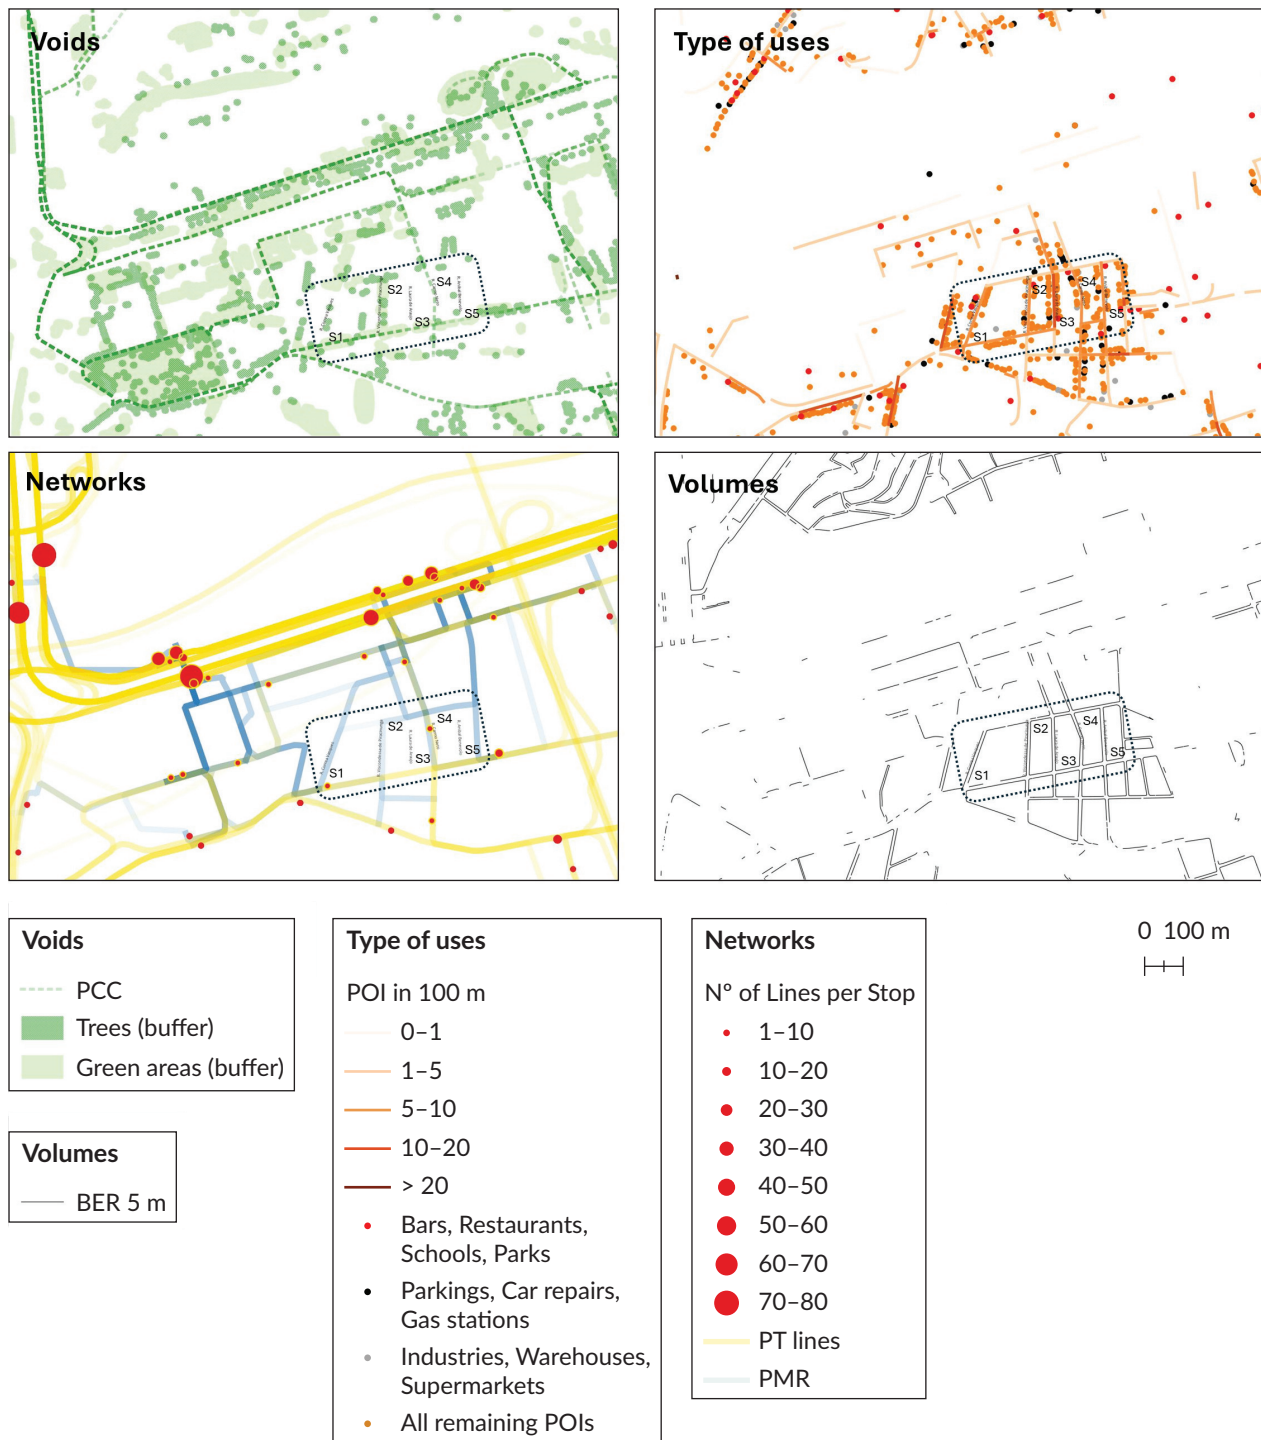 Voids
S1
S2
S3
S4
S5
Type of uses
S1
S2
S3
S4
S5
Networks
S1
S2
S3
S4
S5
Volumes
S1
S2
S3
S4
S5
Voids
PCC
Trees (buffer)
Green areas (buffer)
Volumes
BER 5 m
Type of uses
POI in 100 m
0–1
1–5
5–10
10–20
> 20
Bars, Restaurants,
Schools, Parks
Parkings, Car repairs,
Gas stations
Industries, Warehouses,
Supermarkets
All remaining POIs
Networks
Nº of Lines per Stop
1–10
10–20
20–30
30–40
40–50
50–60
60–70
70–80
PT lines
PMR
0 100 m